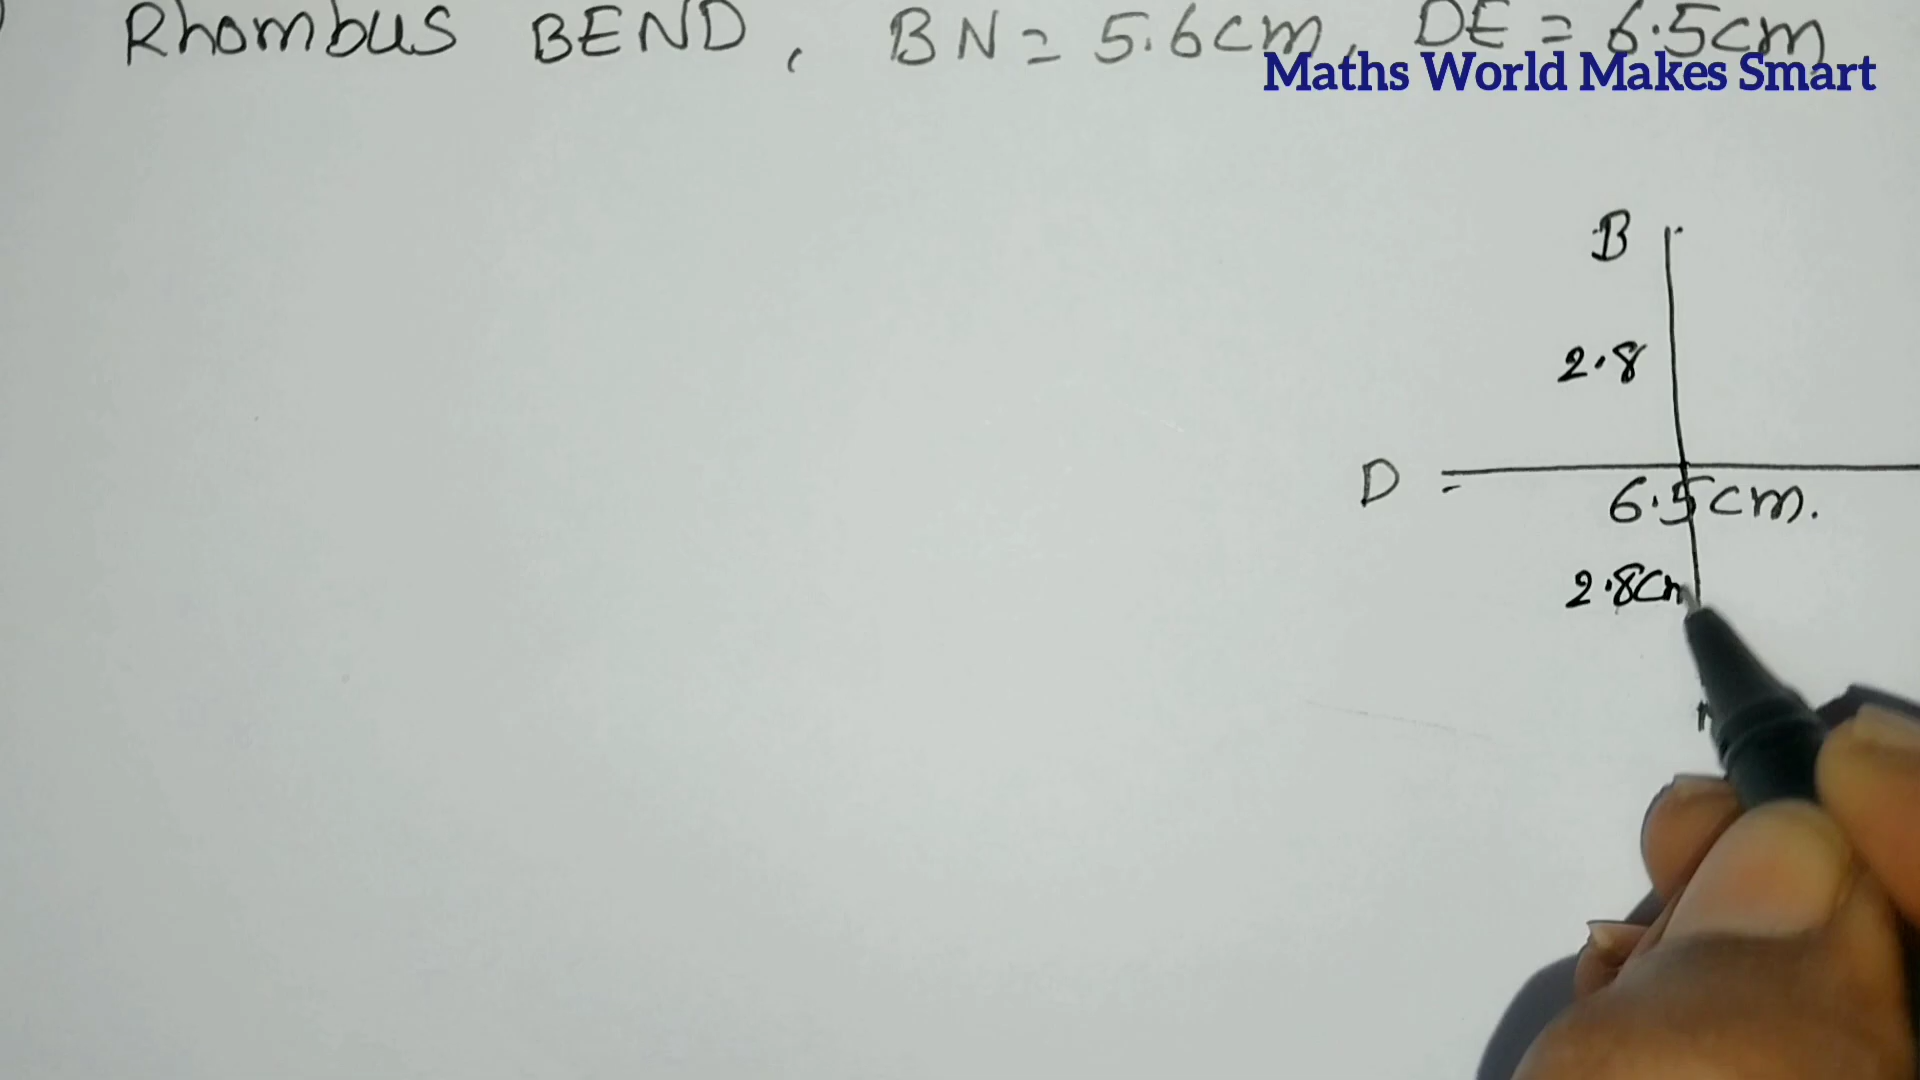 Rhombus BEND, BN = 5.6cm, DE = 6.5cm
Maths World Makes Smart
B
2.8
D
6.5cm.
2.8cm